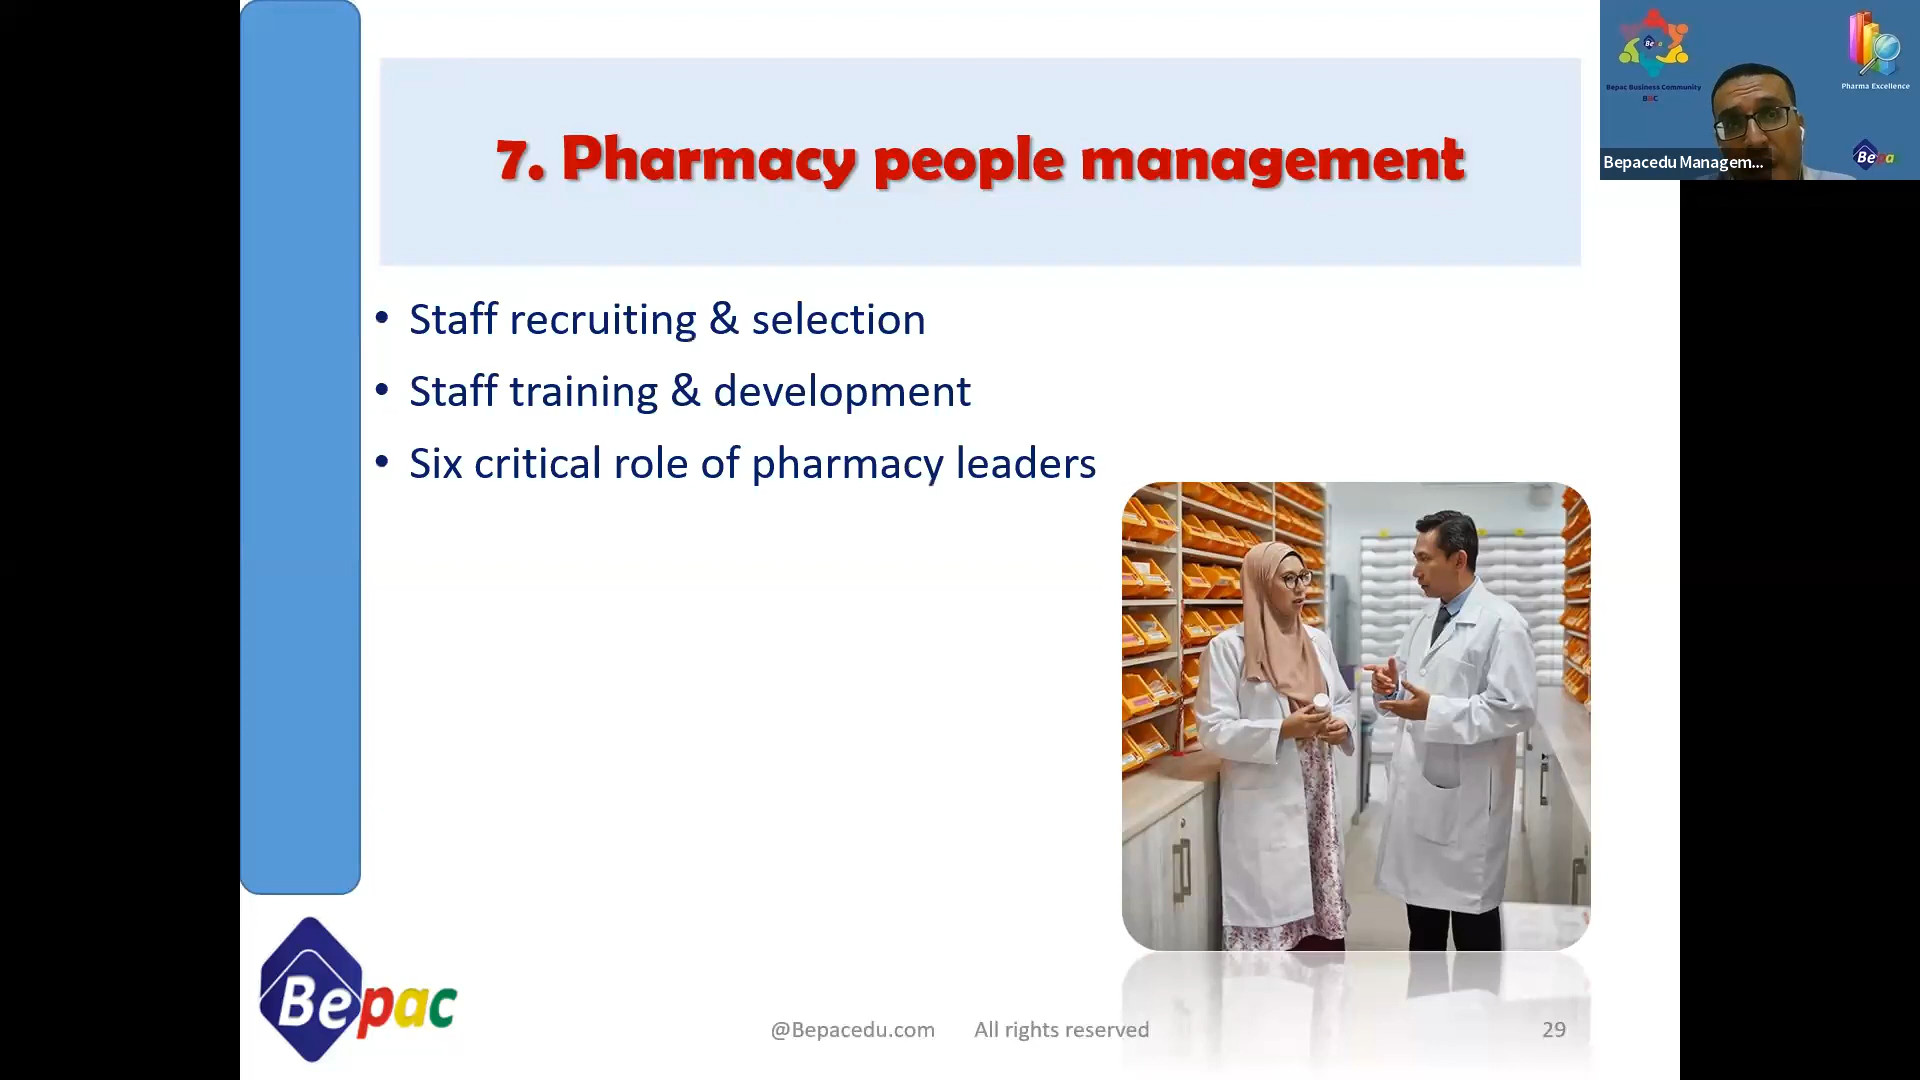 7. Pharmacy people management
• Staff recruiting & selection
• Staff training & development
• Six critical role of pharmacy leaders
Bepac
@Bepacedu.com All rights reserved
29
Bepac Business Community
BBC
Pharma Excellence
Bepacedu Managem...